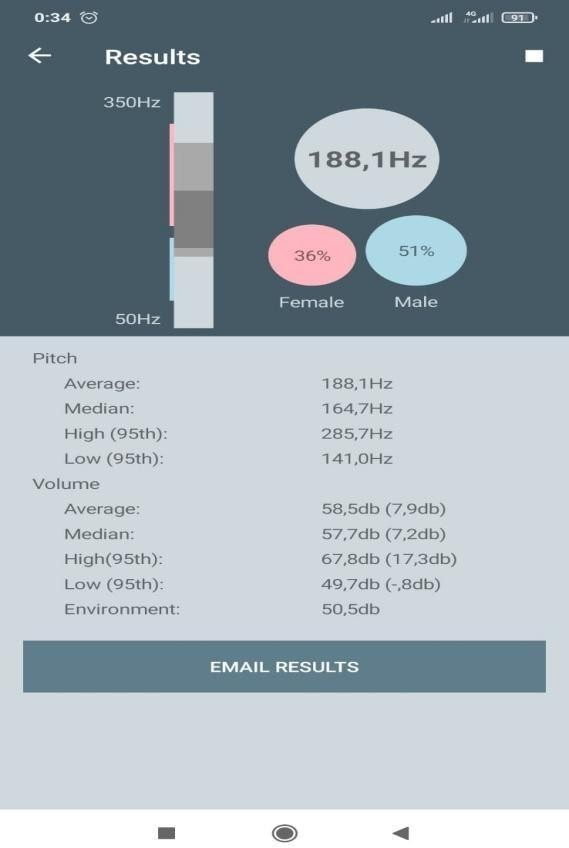 0:34
4G
91
Results
350Hz
188,1Hz
36%
51%
Female
Male
50Hz
Pitch
Average: 188,1Hz
Median: 164,7Hz
High (95th): 285,7Hz
Low (95th): 141,0Hz
Volume
Average: 58,5db (7,9db)
Median: 57,7db (7,2db)
High(95th): 67,8db (17,3db)
Low (95th): 49,7db (-,8db)
Environment: 50,5db
EMAIL RESULTS